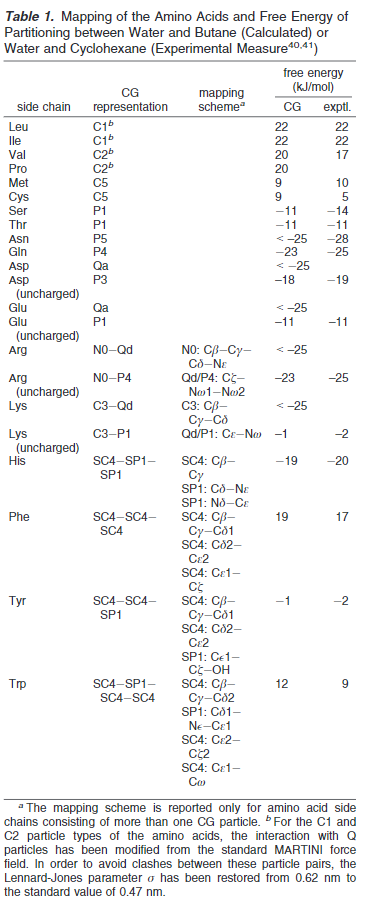 Table 1. Mapping of the Amino Acids and Free Energy of
Partitioning between Water and Butane (Calculated) or
Water and Cyclohexane (Experimental Measure40,41)
free energy
(kJ/mol)
side chain CG representation mapping schemea CG exptl.
Leu C1b 22 22
Ile C1b 22 22
Val C2b 20 17
Pro C2b 20
Met C5 9 10
Cys C5 9 5
Ser P1 −11 −14
Thr P1 −11 −11
Asn P5 <−25 −28
Gln P4 −23 −25
Asp Qa <−25
Asp P3 −18 −19
(uncharged)
Glu Qa <−25
Glu P1 −11 −11
(uncharged)
Arg N0−Qd N0: Cβ−Cγ− <−25
Cδ−Nε
Arg N0−P4 Qd/P4: Cζ− −23 −25
(uncharged) Nω1−Nω2
Lys C3−Qd C3: Cβ− <−25
Cγ−Cδ
Lys C3−P1 Qd/P1: Cε−Nω −1 −2
(uncharged)
His SC4−SP1− SC4: Cβ− −19 −20
SP1 Cγ
SP1: Cδ−Nε
SP1: Nδ−Cε
Phe SC4−SC4− SC4: Cβ− 19 17
SC4 Cγ−Cδ1
SC4: Cδ2−
Cε2
SC4: Cε1−
Cζ
Tyr SC4−SC4− SC4: Cβ− −1 −2
SP1 Cγ−Cδ1
SC4: Cδ2−
Cε2
SP1: Cϵ1−
Cζ−OH
Trp SC4−SP1− SC4: Cβ− 12 9
SC4−SC4 Cγ−Cδ2
SP1: Cδ1−
Nϵ−Cε1
SC4: Cε2−
Cζ2
SC4: Cε1−
Cω
a The mapping scheme is reported only for amino acid side
chains consisting of more than one CG particle. b For the C1 and
C2 particle types of the amino acids, the interaction with Q
particles has been modified from the standard MARTINI force
field. In order to avoid clashes between these particle pairs, the
Lennard-Jones parameter σ has been restored from 0.62 nm to
the standard value of 0.47 nm.